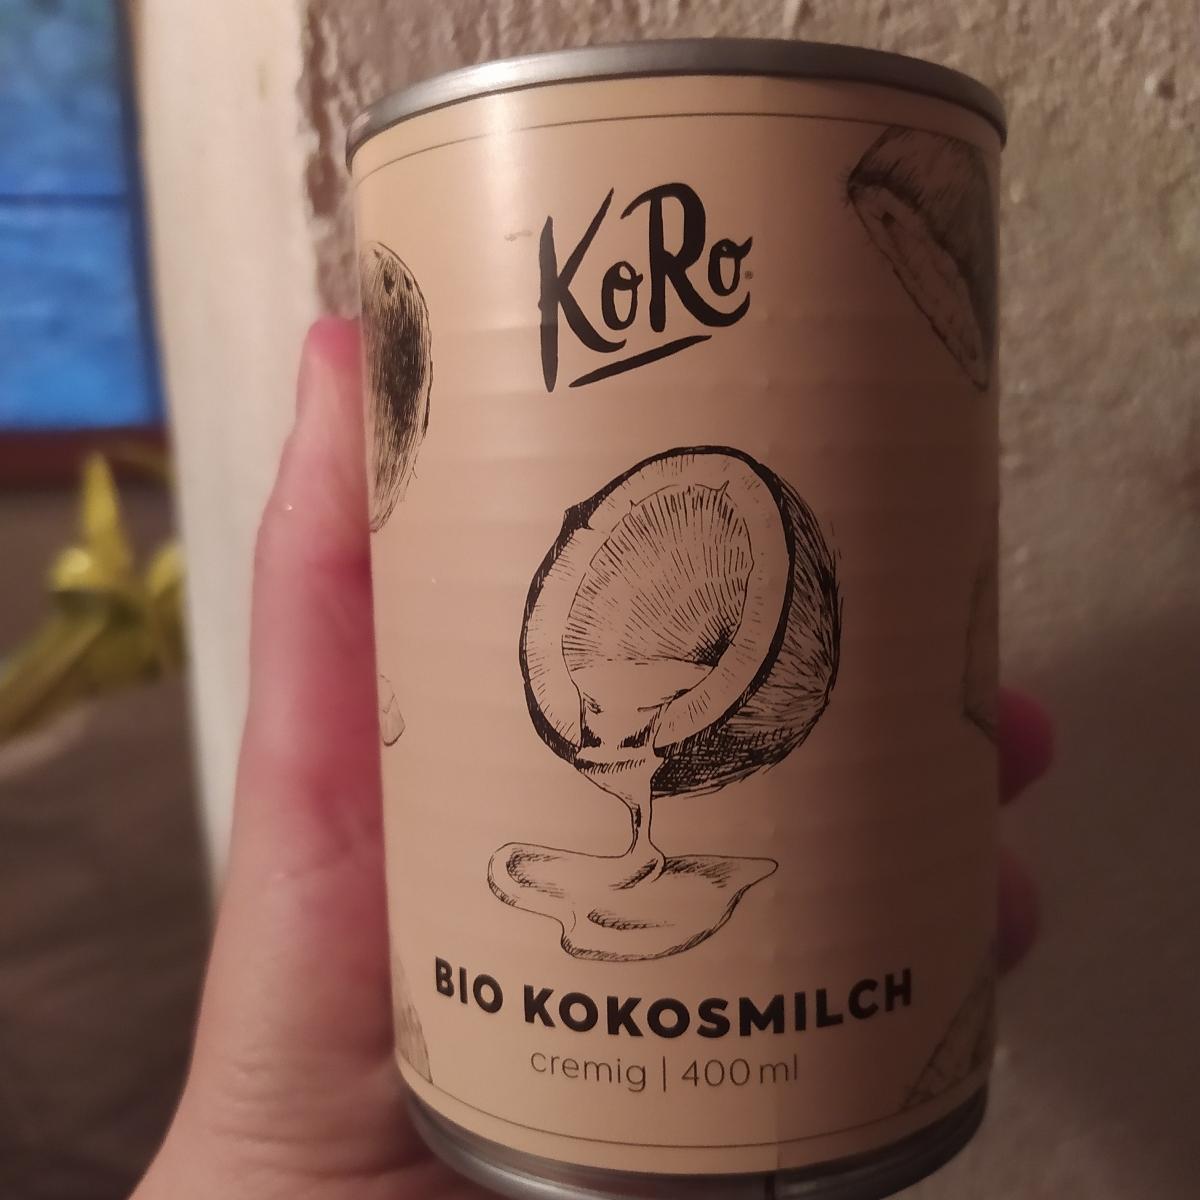 KoRo
BIO KOKOSMILCH
cremig | 400 ml